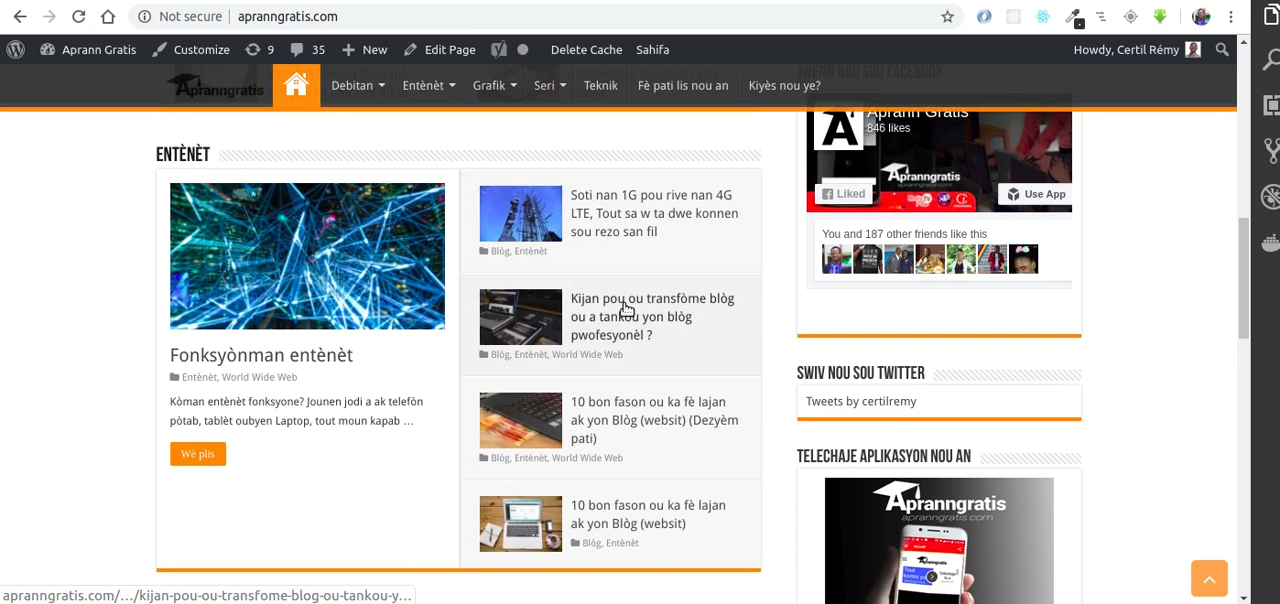 Not secure | apranngratis.com
Aprann Gratis Customize 9 35 New Edit Page Delete Cache Sahifa Howdy, Certil Rémy
Apranngratis Debitan Entènèt Grafik Seri Teknik Fè pati lis nou an Kiyès nou ye?
ENTÈNÈT
Fonksyònman entènèt
Entènèt, World Wide Web
Kòman entènèt fonksyone? Jounen jodi a ak telefòn
pòtab, tablèt oubyen Laptop, tout moun kapab ...
Wè plis
Soti nan 1G pou rive nan 4G
LTE, Tout sa w ta dwe konnen
sou rezo san fil
Blòg, Entènèt
Kijan pou ou transfòme blòg
ou a tankou yon blòg
pwofesyonèl ?
Blòg, Entènèt, World Wide Web
10 bon fason ou ka fè lajan
ak yon Blòg (websit) (Dezyèm
pati)
Blòg, Entènèt, World Wide Web
10 bon fason ou ka fè lajan
ak yon Blòg (websit)
Blòg, Entènèt
NOU SOU FACEBOOK
Aprann Gratis
846 likes
Apranngratis
Liked
Use App
You and 187 other friends like this
SWIV NOU SOU TWITTER
Tweets by certilremy
TELECHAJE APLIKASYON NOU AN
Apranngratis
apranngratis.com
apranngratis.com/.../kijan-pou-ou-transfome-blog-ou-tankou-y...